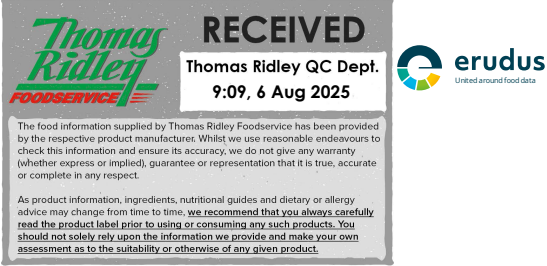 Thomas
Ridley
FOODSERVICE
RECEIVED
Thomas Ridley QC Dept.
9:09, 6 Aug 2025
erudus
United around food data
The food information supplied by Thomas Ridley Foodservice has been provided
by the respective product manufacturer. Whilst we use reasonable endeavours to
check this information and ensure its accuracy, we do not give any warranty
(whether express or implied), guarantee or representation that it is true, accurate
or complete in any respect.
As product information, ingredients, nutritional guides and dietary or allergy
advice may change from time to time, we recommend that you always carefully
read the product label prior to using or consuming any such products. You
should not solely rely upon the information we provide and make your own
assessment as to the suitability or otherwise of any given product.